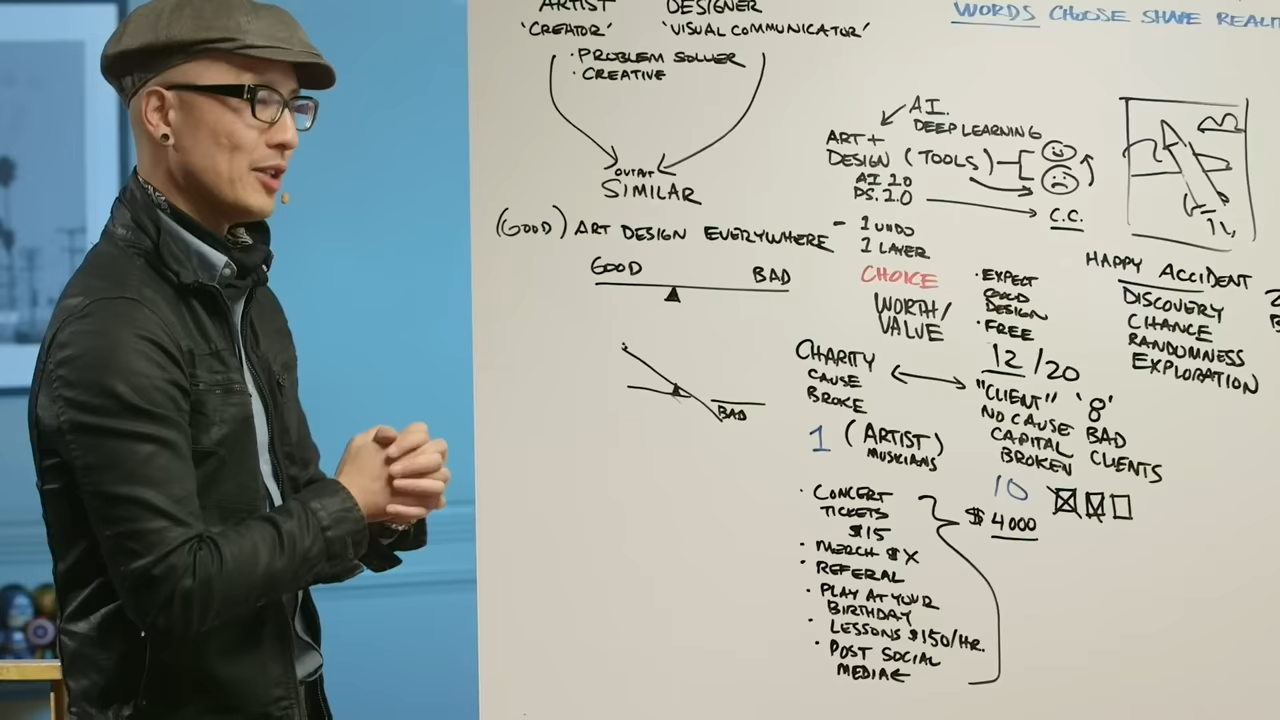 ARTIST
DESIGNER
'CREATOR'
'VISUAL COMMUNICATOR'
· PROBLEM SOLVER
· CREATIVE
OUTPUT
SIMILAR
WORDS CHOOSE SHAPE REALI
A.I.
DEEP LEARNING
ART +
DESIGN (TOOLS)
AI 1.0
PS. 2.0
C.C.
(GOOD) ART DESIGN EVERYWHERE
- 1 UNDO
1 LAYER
GOOD
BAD
CHOICE
WORTH/
VALUE
· EXPECT
GOOD
DESIGN
· FREE
HAPPY ACCIDENT
DISCOVERY
CHANCE
RANDOMNESS
EXPLORATION
BAD
CHARITY
CAUSE
BROKE
1 (ARTIST)
MUSICIANS
12/20
"CLIENT"
NO CAUSE
CAPITAL
BROKEN
'8'
BAD
CLIENTS
10
$4000
· CONCERT
TICKETS
$15
· MERCH $X
· REFERAL
· PLAY AT YOUR
BIRTHDAY
· LESSONS $150/HR.
· POST SOCIAL
MEDIA